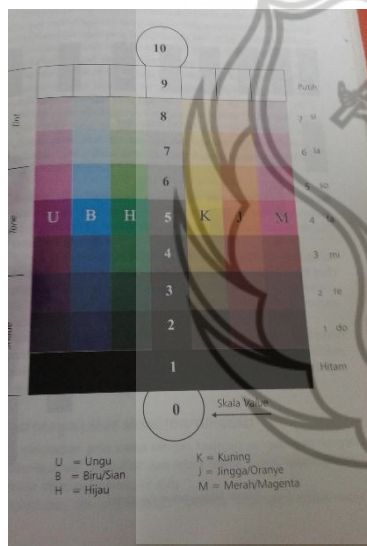 10
9 Putih
Tint 8 7 si
7 6 la
6 5 so
Tone U B H 5 K J M 4 fa
4 3 mi
3 2 re
2 1 do
1 Hitam
0 Skala Value
U = Ungu
B = Biru/Sian
H = Hijau
K = Kuning
J = Jingga/Oranye
M = Merah/Magenta